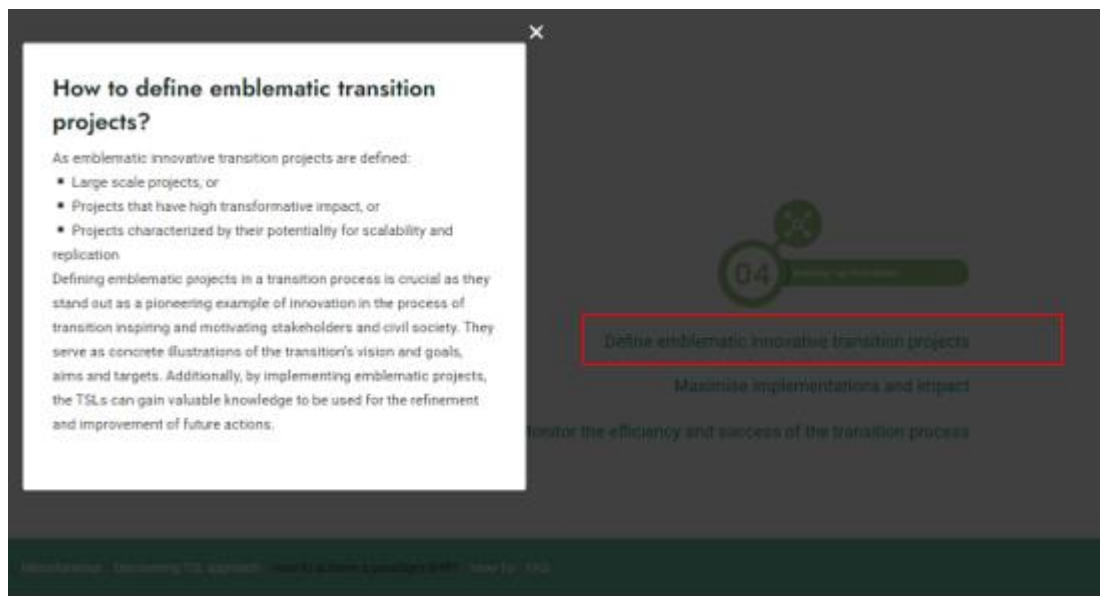 ×
How to define emblematic transition
projects?
As emblematic innovative transition projects are defined:
▪ Large scale projects, or
▪ Projects that have high transformative impact, or
▪ Projects characterized by their potentiality for scalability and
replication
Defining emblematic projects in a transition process is crucial as they
stand out as a pioneering example of innovation in the process of
transition inspiring and motivating stakeholders and civil society. They
serve as concrete illustrations of the transition's vision and goals,
aims and targets. Additionally, by implementing emblematic projects,
the TSLs can gain valuable knowledge to be used for the refinement
and improvement of future actions.
04
Define emblematic innovative transition projects
Maximise implementations and impact
Monitor the efficiency and success of the transition process
FAQ